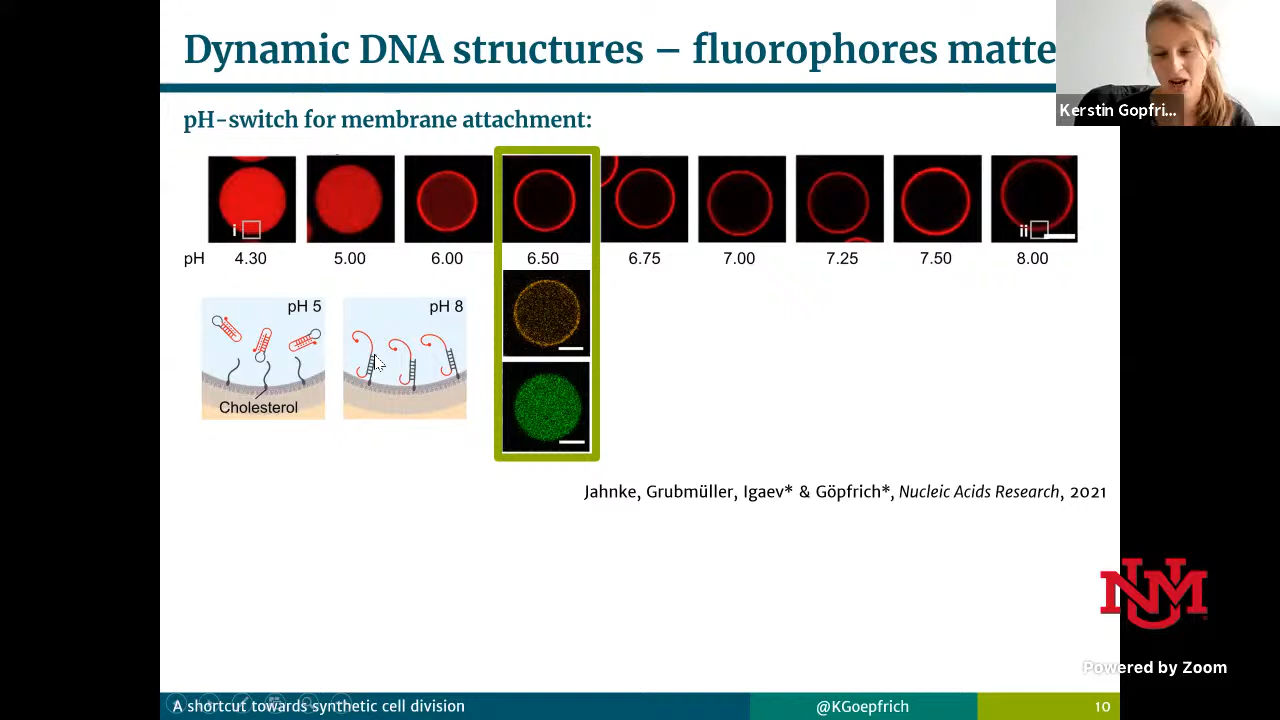 Dynamic DNA structures – fluorophores matte
Kerstin Gopfri...
pH-switch for membrane attachment:
i
ii
pH 4.30 5.00 6.00 6.50 6.75 7.00 7.25 7.50 8.00
pH 5
pH 8
Cholesterol
Jahnke, Grubmüller, Igaev* & Göpfrich*, Nucleic Acids Research, 2021
UNM
Powered by Zoom
A shortcut towards synthetic cell division
@KGoepfrich
10